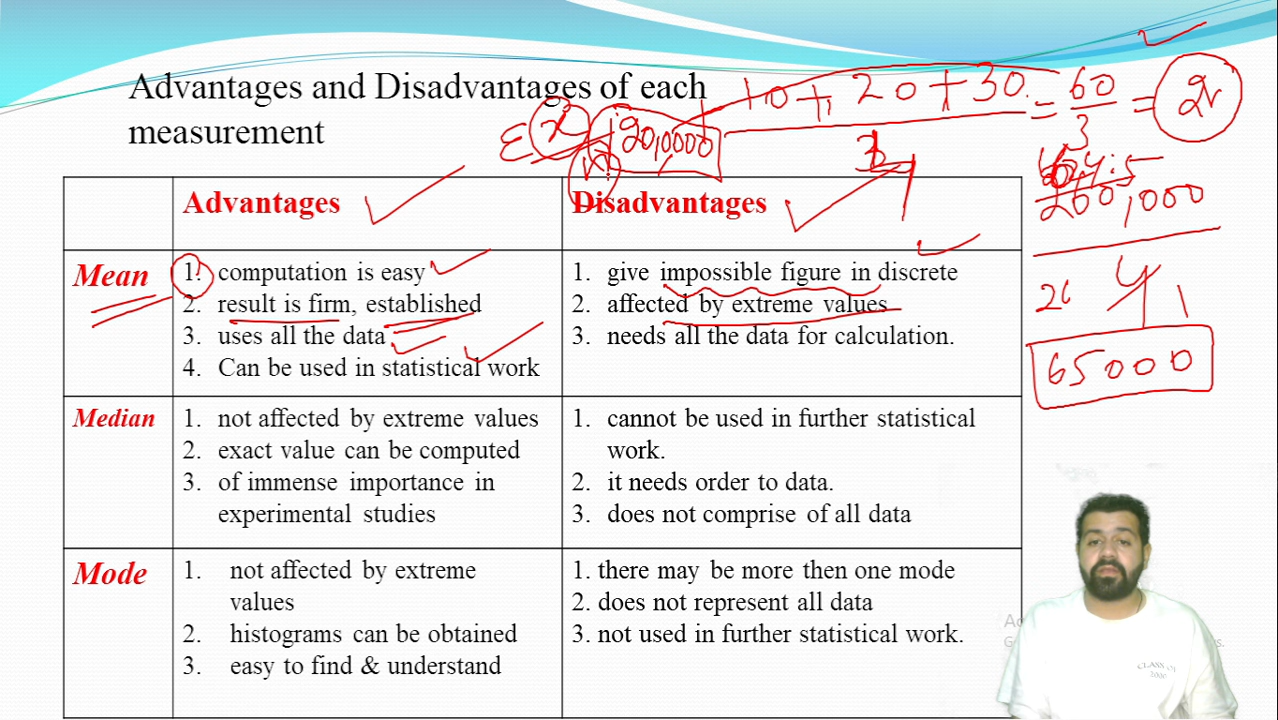 Advantages and Disadvantages of each
measurement
10 + 20 + 30 = 60 = 2
3 3
200,000
65000
Advantages Disadvantages
Mean
1. computation is easy
2. result is firm, established
3. uses all the data
4. Can be used in statistical work
1. give impossible figure in discrete
2. affected by extreme values
3. needs all the data for calculation.
Median
1. not affected by extreme values
2. exact value can be computed
3. of immense importance in
experimental studies
1. cannot be used in further statistical
work.
2. it needs order to data.
3. does not comprise of all data
Mode
1. not affected by extreme
values
2. histograms can be obtained
3. easy to find & understand
1. there may be more then one mode
2. does not represent all data
3. not used in further statistical work.
CLASS OF
2000